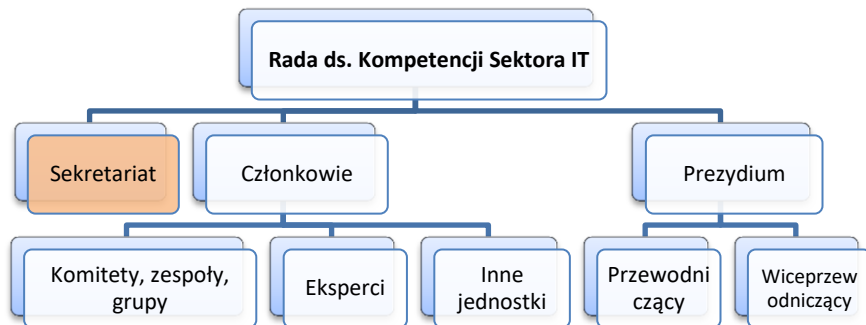 Rada ds. Kompetencji Sektora IT
Sekretariat
Członkowie
Prezydium
Komitety, zespoły,
grupy
Eksperci
Inne
jednostki
Przewodni
czący
Wiceprzew
odniczący